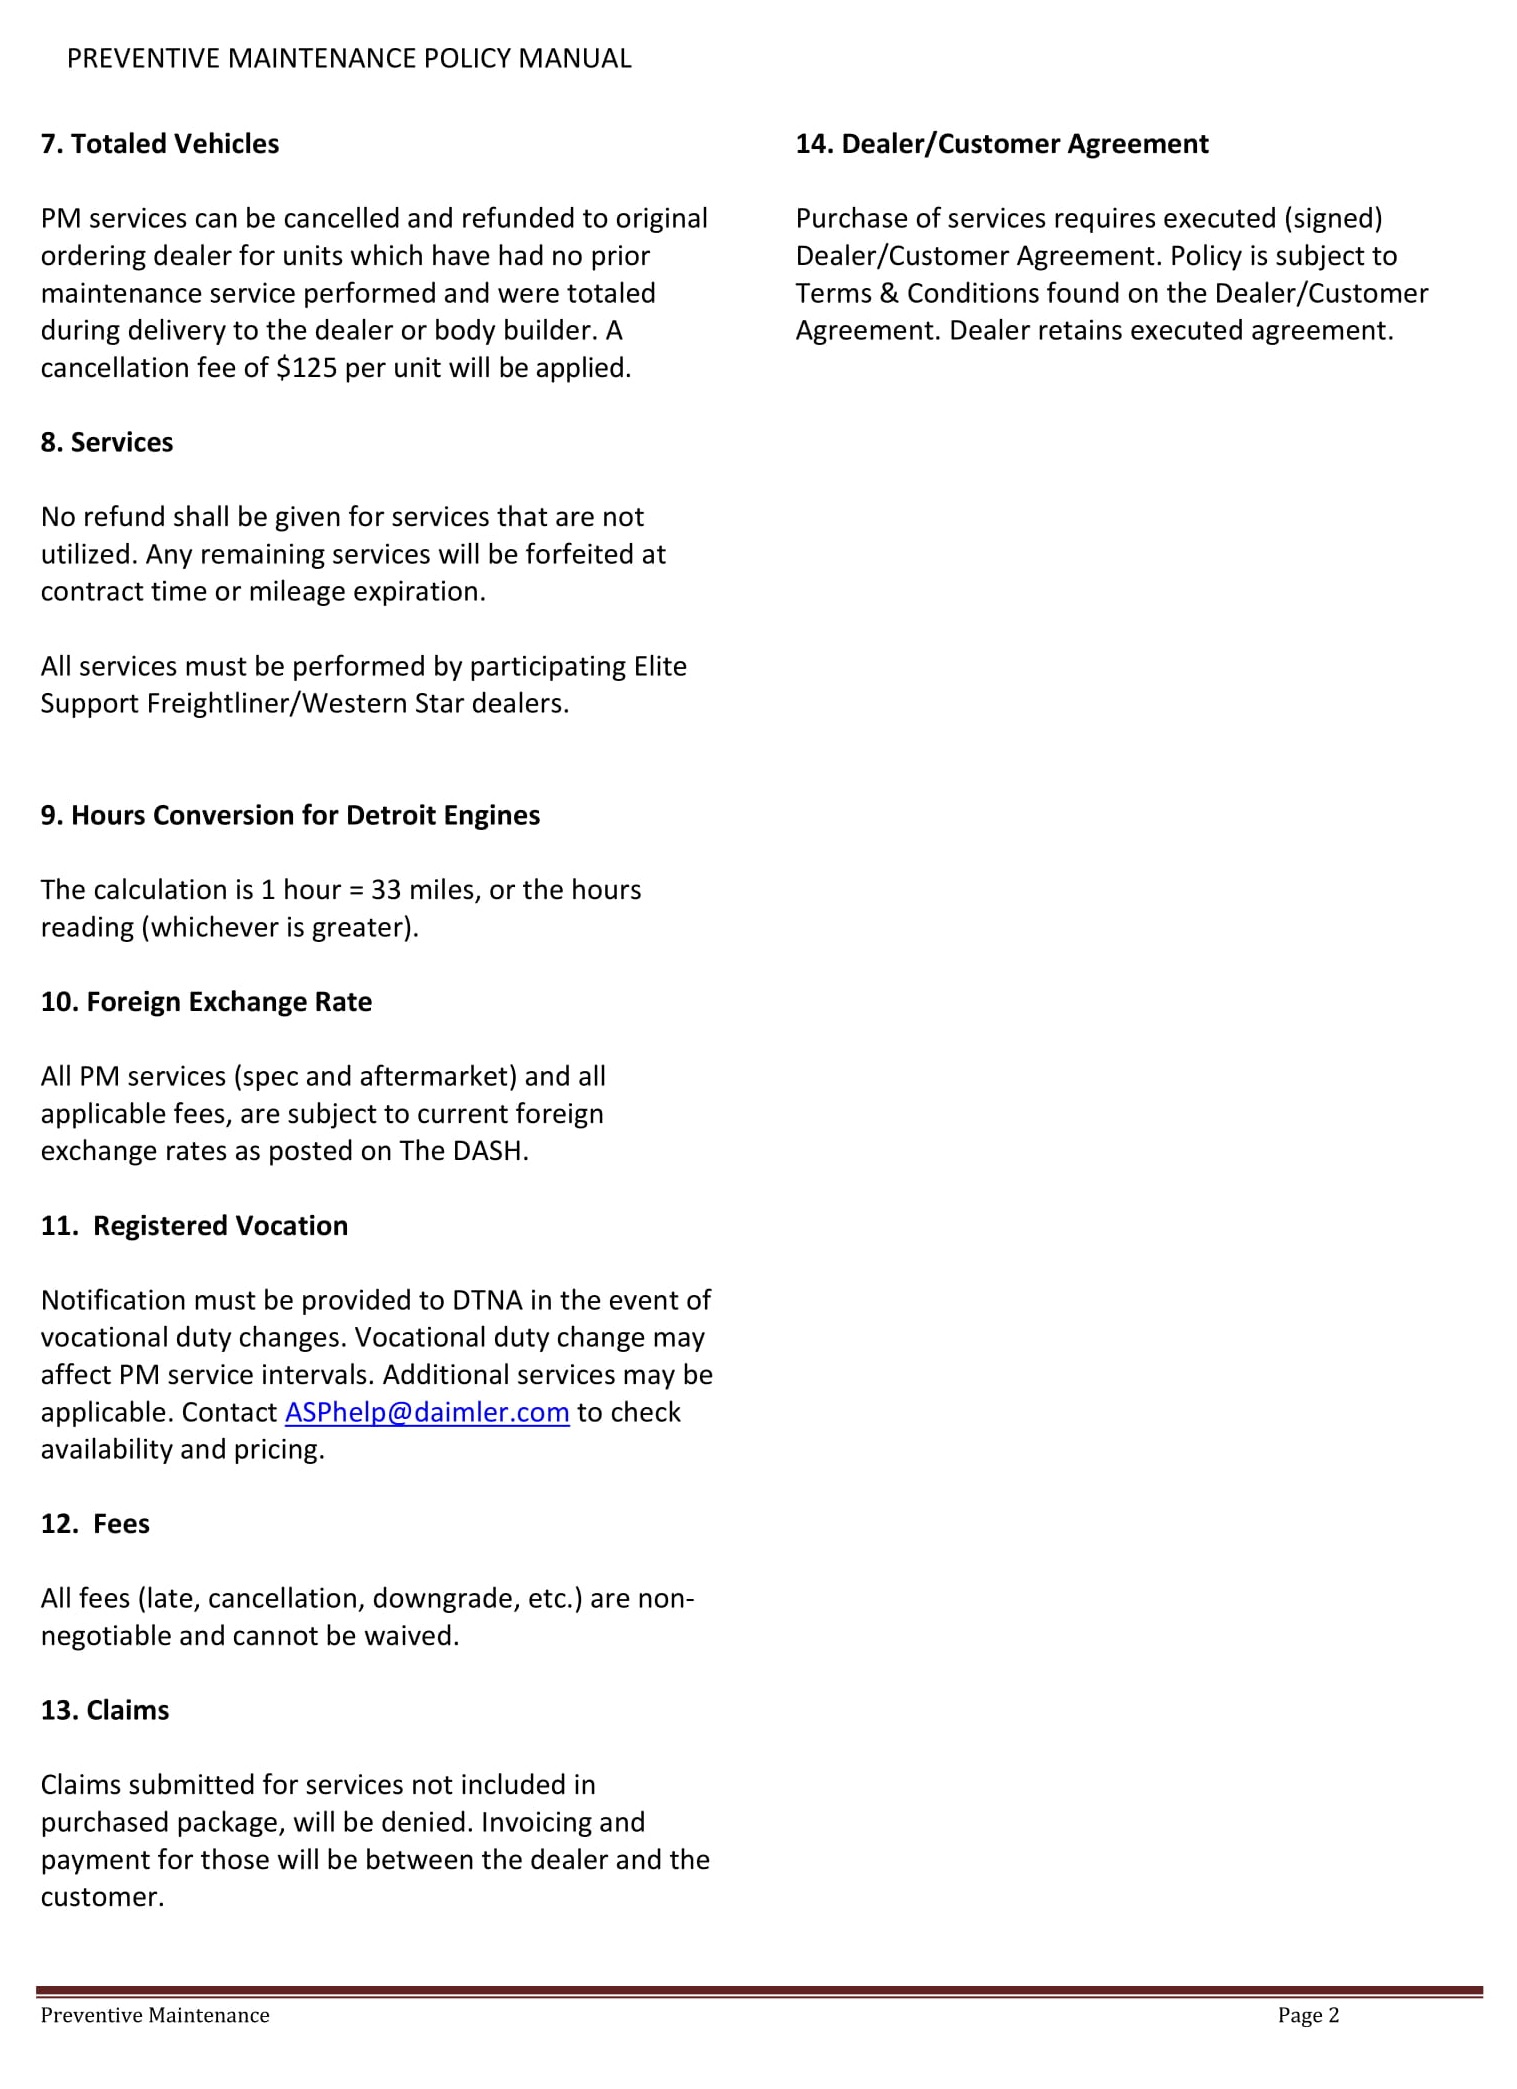 PREVENTIVE MAINTENANCE POLICY MANUAL
7. Totaled Vehicles
PM services can be cancelled and refunded to original
ordering dealer for units which have had no prior
maintenance service performed and were totaled
during delivery to the dealer or body builder. A
cancellation fee of $125 per unit will be applied.
8. Services
No refund shall be given for services that are not
utilized. Any remaining services will be forfeited at
contract time or mileage expiration.
All services must be performed by participating Elite
Support Freightliner/Western Star dealers.
9. Hours Conversion for Detroit Engines
The calculation is 1 hour = 33 miles, or the hours
reading (whichever is greater).
10. Foreign Exchange Rate
All PM services (spec and aftermarket) and all
applicable fees, are subject to current foreign
exchange rates as posted on The DASH.
11.  Registered Vocation
Notification must be provided to DTNA in the event of
vocational duty changes. Vocational duty change may
affect PM service intervals. Additional services may be
applicable. Contact ASPhelp@daimler.com to check
availability and pricing.
12.  Fees
All fees (late, cancellation, downgrade, etc.) are non-
negotiable and cannot be waived.
13. Claims
Claims submitted for services not included in
purchased package, will be denied. Invoicing and
payment for those will be between the dealer and the
customer.
14. Dealer/Customer Agreement
Purchase of services requires executed (signed)
Dealer/Customer Agreement. Policy is subject to
Terms & Conditions found on the Dealer/Customer
Agreement. Dealer retains executed agreement.
Preventive Maintenance
Page 2